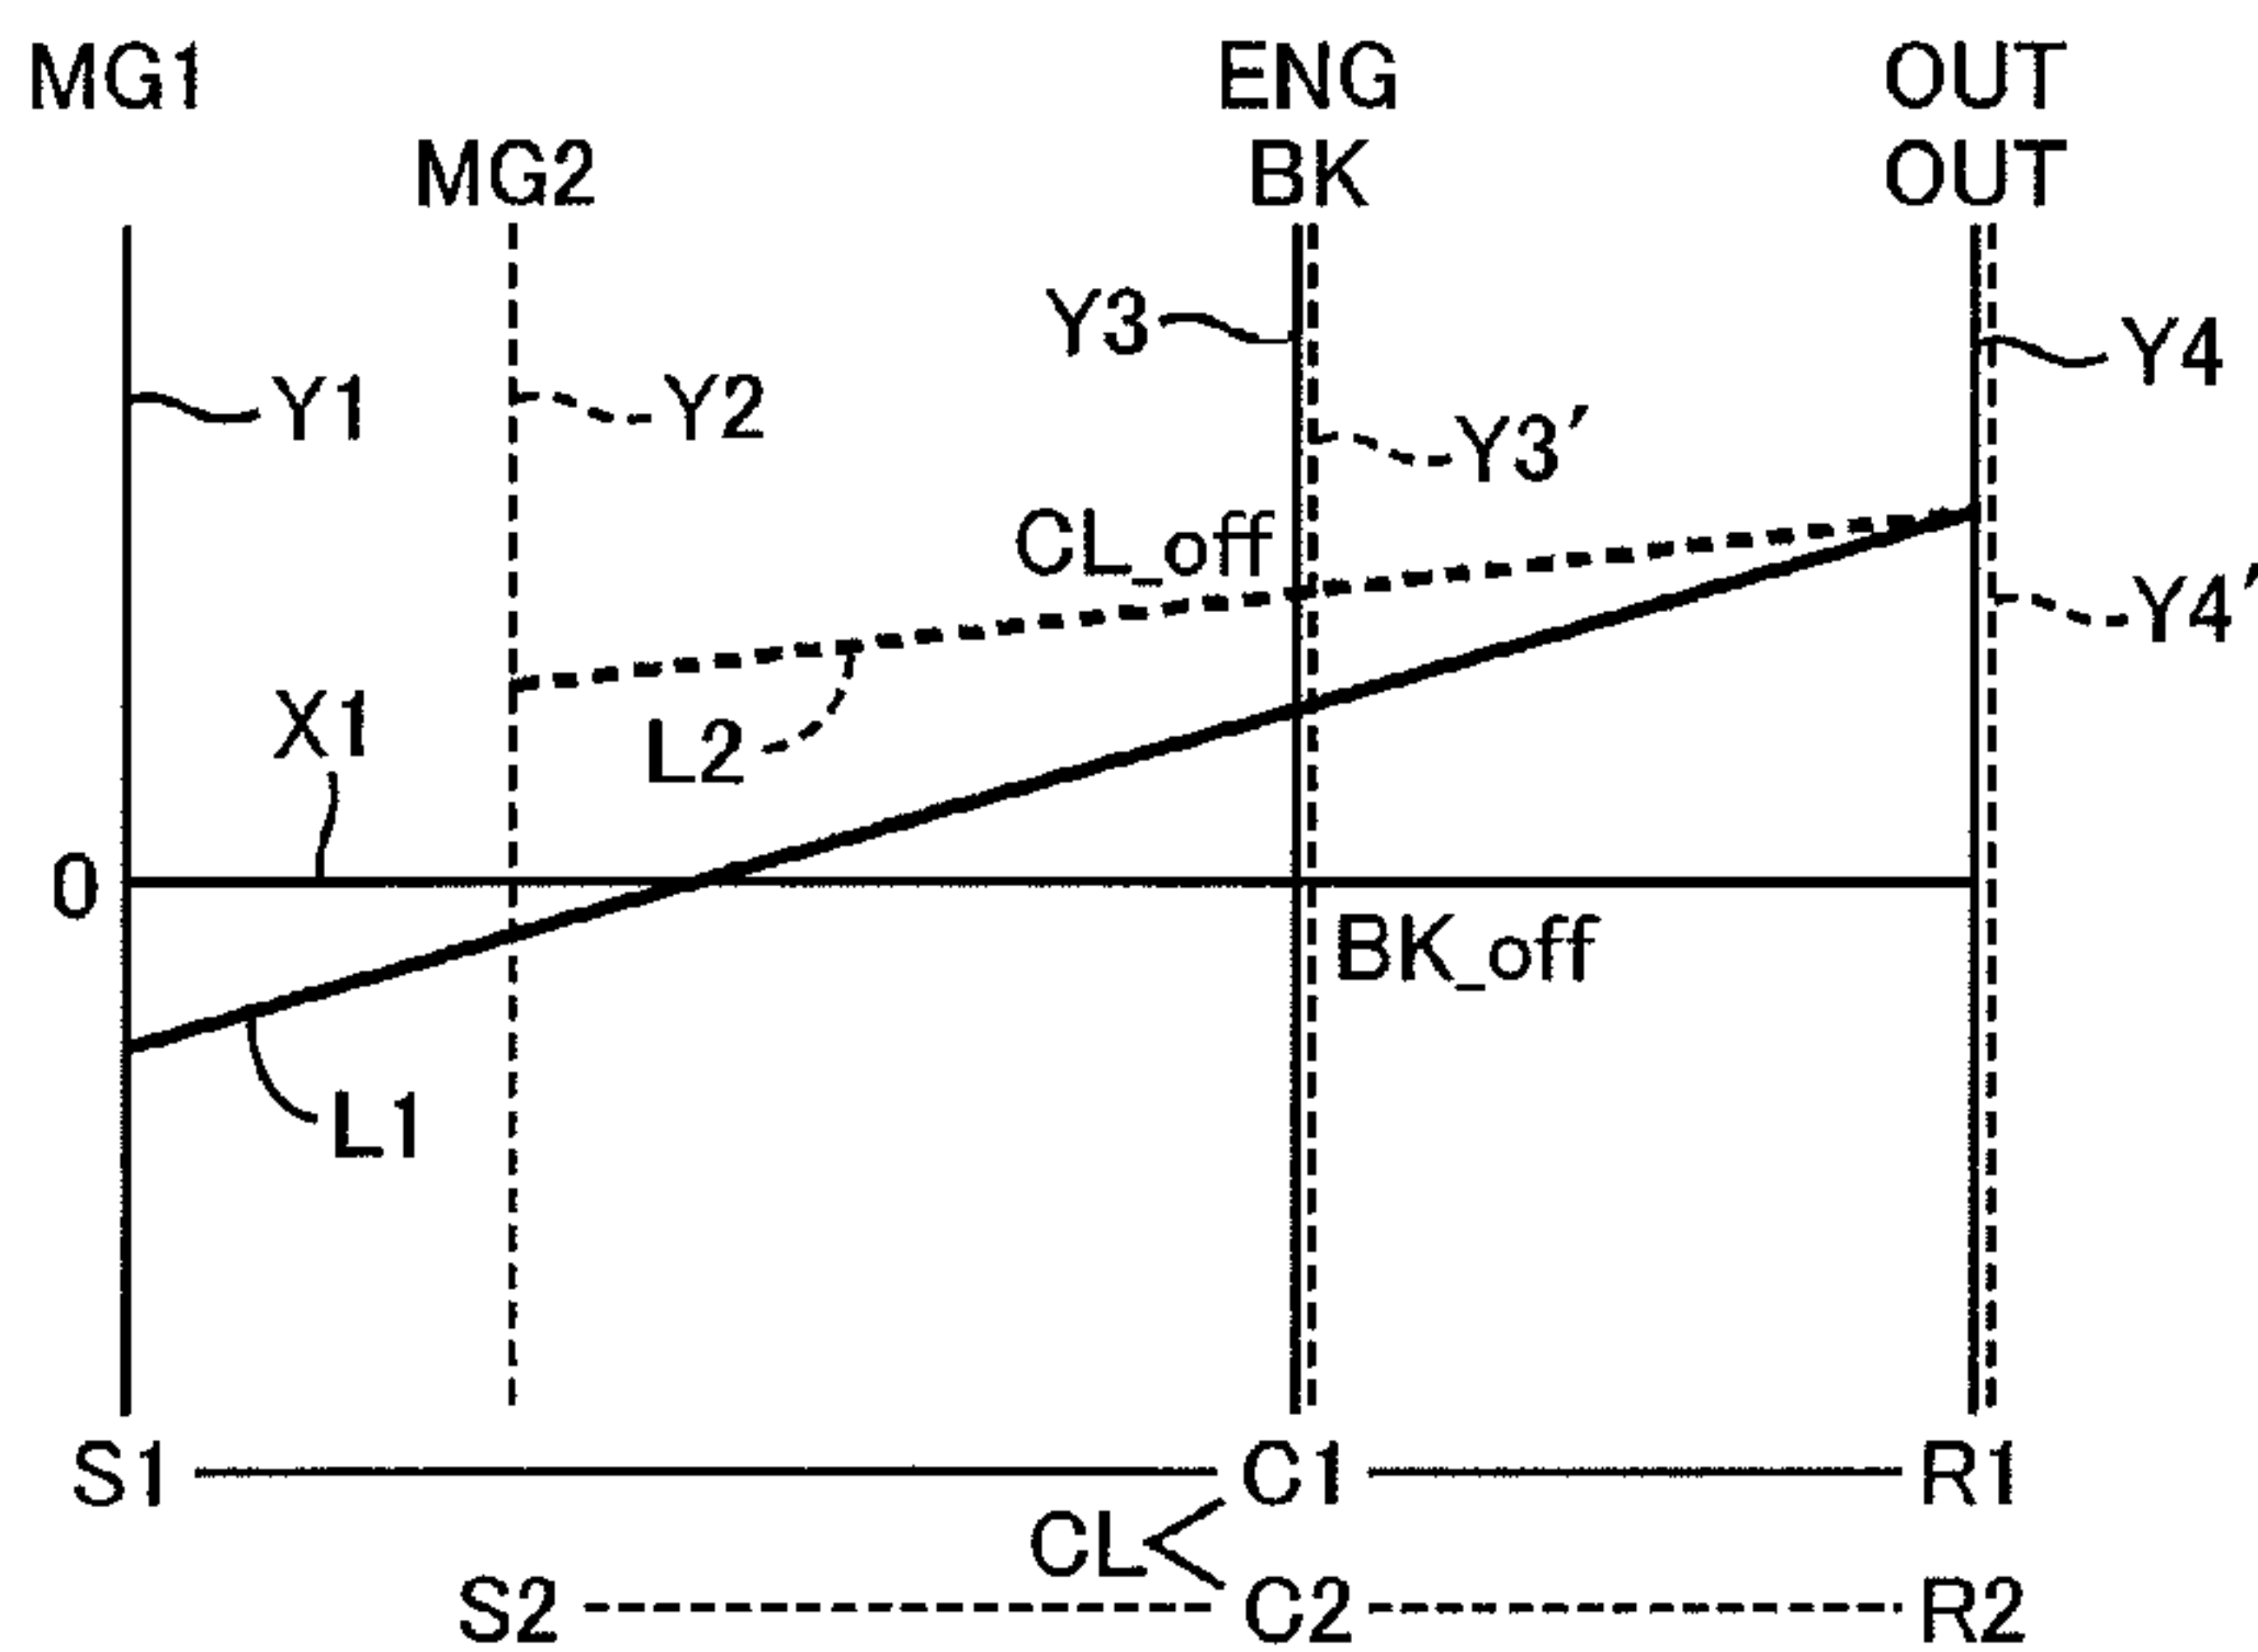 MG1 ENG OUT
MG2 BK OUT
Y3 Y4
Y1 Y2 Y3′
CL_off
Y4′
X1 L2
0
BK_off
L1
S1 C1 R1
CL
S2 C2 R2